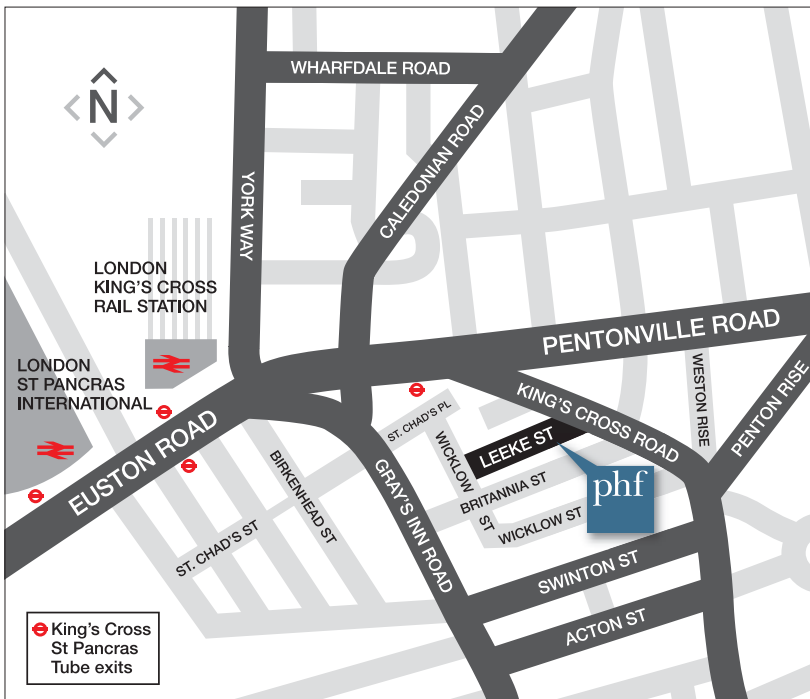 WHARFDALE ROAD
N
YORK WAY
CALEDONIAN ROAD
LONDON
KING'S CROSS
RAIL STATION
PENTONVILLE ROAD
LONDON
ST PANCRAS
INTERNATIONAL
WESTON RISE
PENTON RISE
KING'S CROSS ROAD
ST. CHAD'S PL
EUSTON ROAD
LEEKE ST
WICKLOW
ST
BRITANNIA ST
phf
WICKLOW ST
BIRKENHEAD ST
GRAY'S INN ROAD
ST. CHAD'S ST
SWINTON ST
ACTON ST
King's Cross
St Pancras
Tube exits